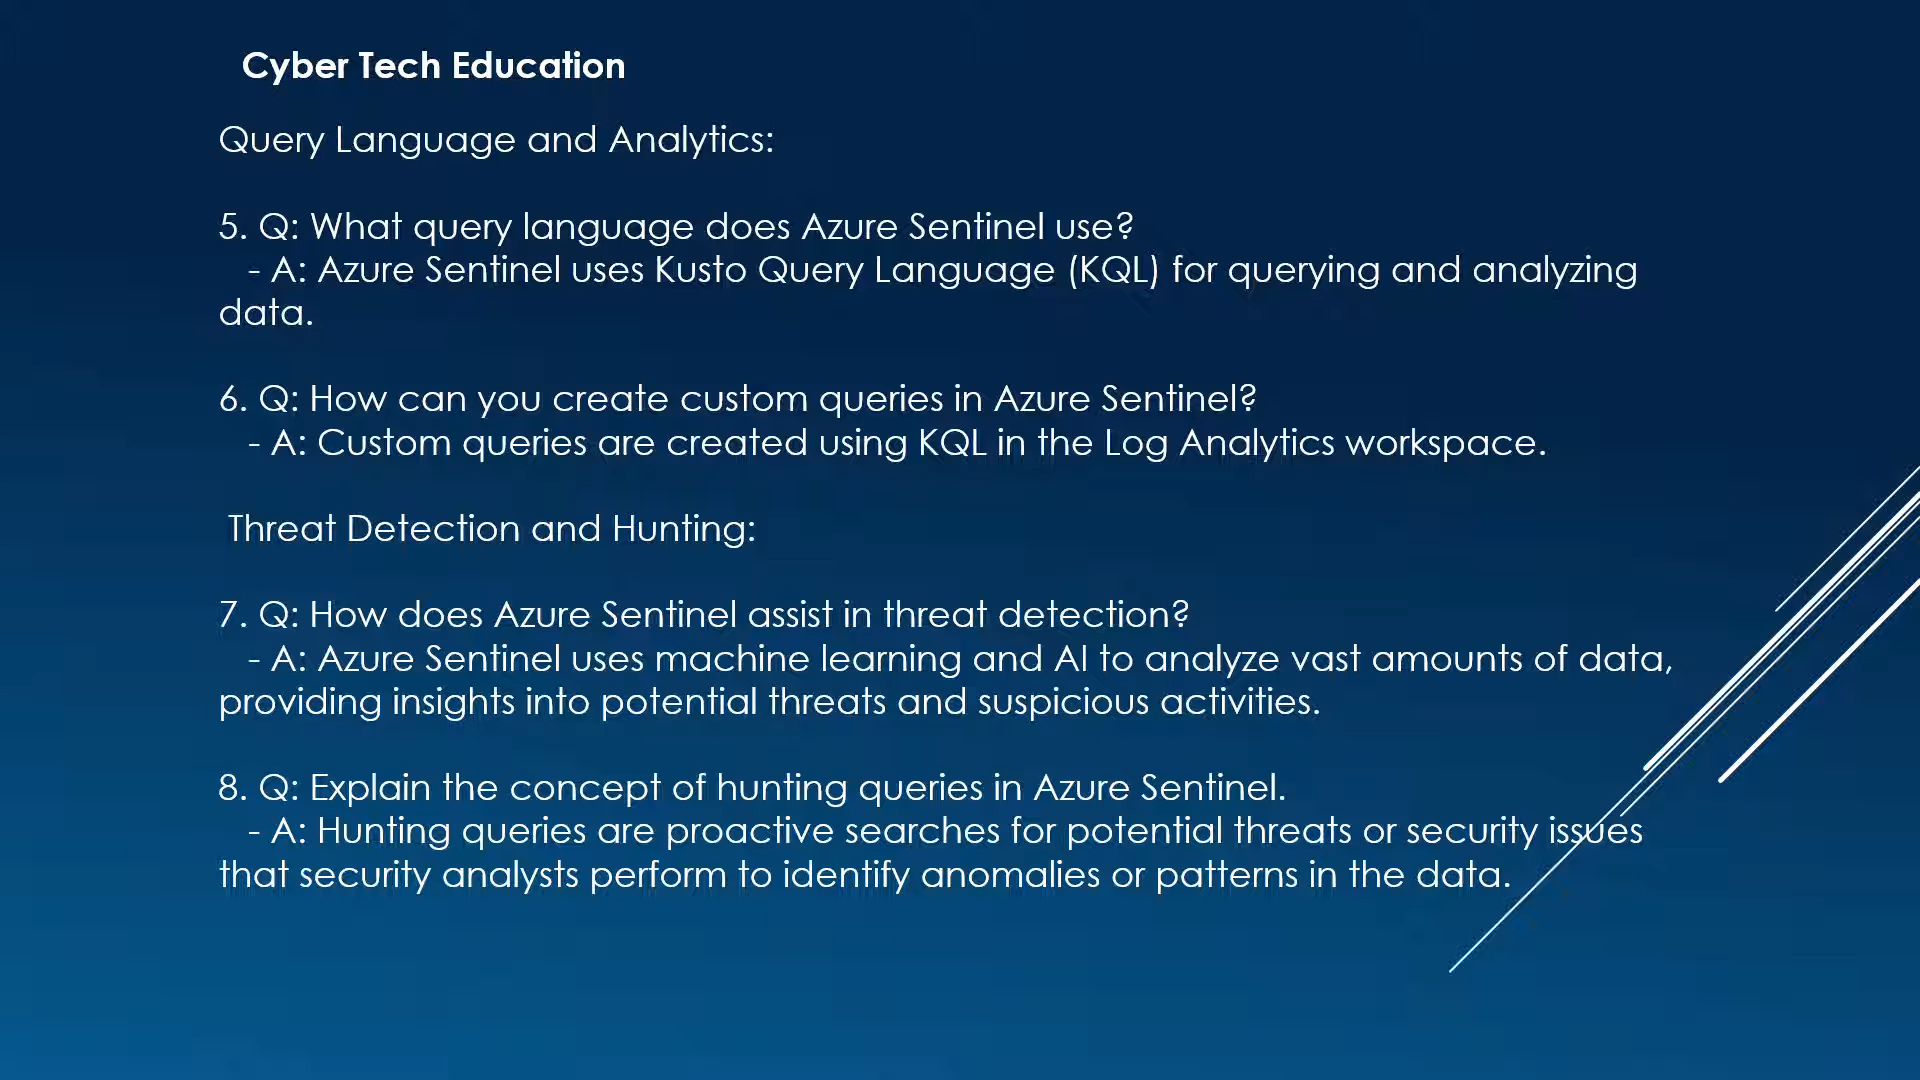 Cyber Tech Education
Query Language and Analytics:
5. Q: What query language does Azure Sentinel use?
- A: Azure Sentinel uses Kusto Query Language (KQL) for querying and analyzing
data.
6. Q: How can you create custom queries in Azure Sentinel?
- A: Custom queries are created using KQL in the Log Analytics workspace.
Threat Detection and Hunting:
7. Q: How does Azure Sentinel assist in threat detection?
- A: Azure Sentinel uses machine learning and AI to analyze vast amounts of data,
providing insights into potential threats and suspicious activities.
8. Q: Explain the concept of hunting queries in Azure Sentinel.
- A: Hunting queries are proactive searches for potential threats or security issues
that security analysts perform to identify anomalies or patterns in the data.